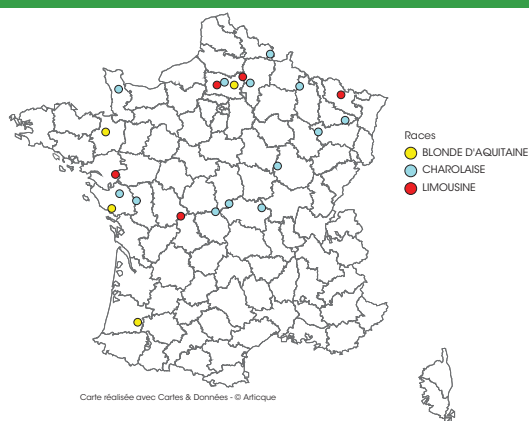 Races
BLONDE D'AQUITAINE
CHAROLAISE
LIMOUSINE
Carte réalisée avec Cartes & Données - © Articque